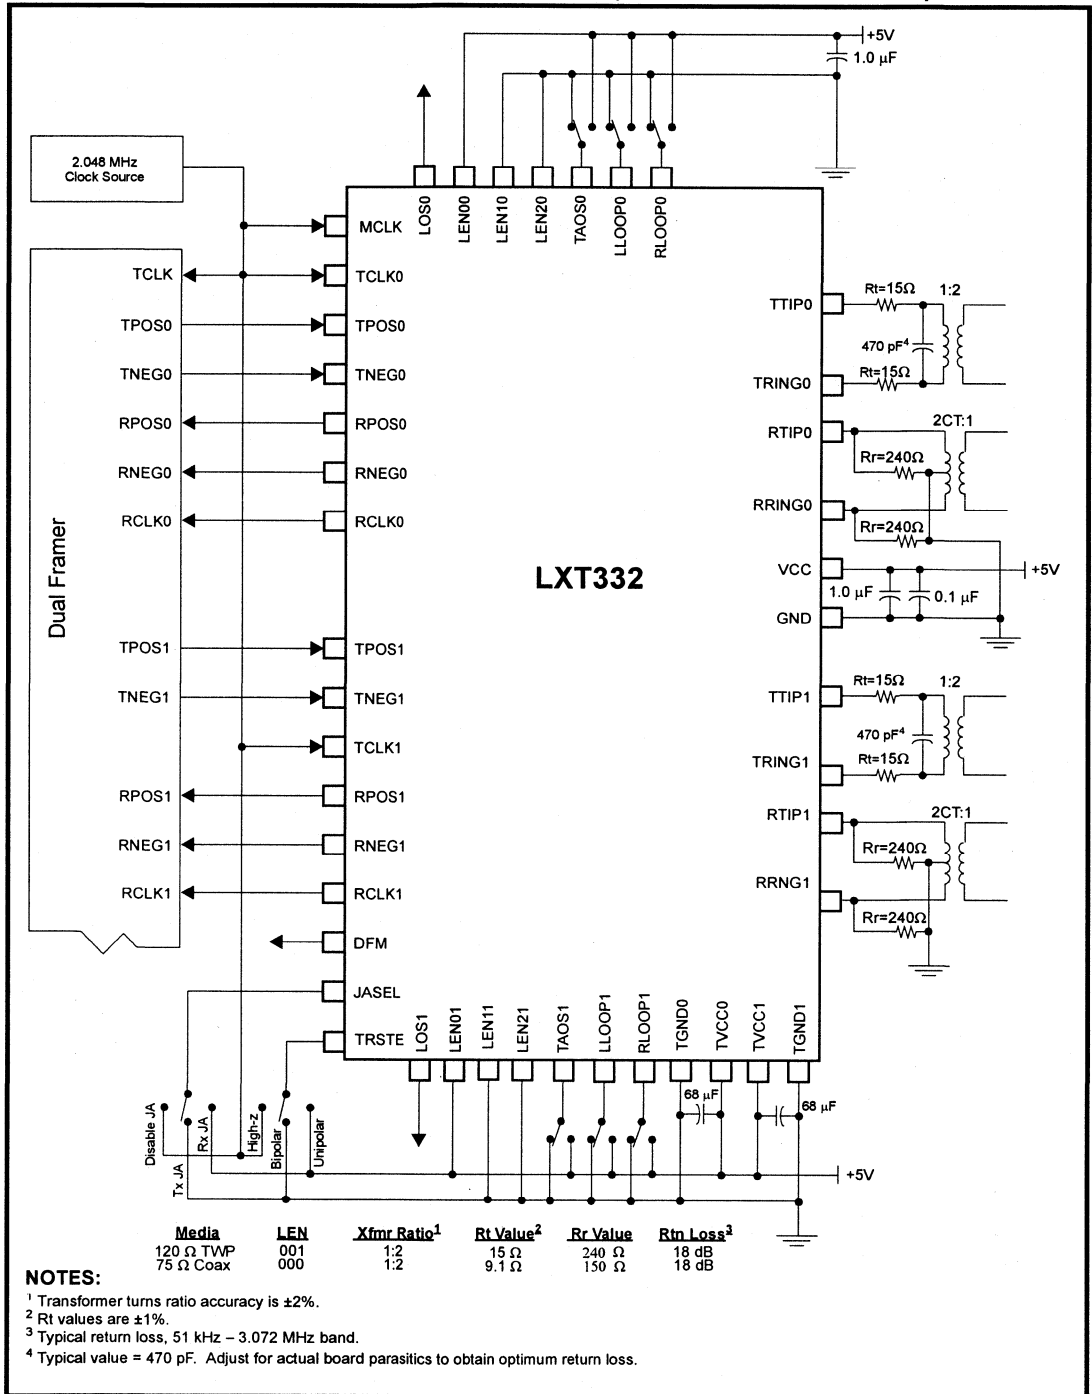 +5V
1.0 µF
2.048 MHz
Clock Source
LOS0
LEN00
LEN10
LEN20
TAOS0
LLOOP0
RLOOP0
MCLK
TCLK
TCLK0
TPOS0
TPOS0
TNEG0
TNEG0
RPOS0
RPOS0
RNEG0
RNEG0
RCLK0
RCLK0
Dual Framer
LXT332
TPOS1
TPOS1
TNEG1
TNEG1
TCLK1
RPOS1
RPOS1
RNEG1
RNEG1
RCLK1
RCLK1
DFM
JASEL
TRSTE
TTIP0
Rt=15Ω
1:2
470 pF4
TRING0
Rt=15Ω
RTIP0
2CT:1
Rr=240Ω
RRING0
Rr=240Ω
VCC
+5V
1.0 µF
0.1 µF
GND
TTIP1
Rt=15Ω
1:2
470 pF4
TRING1
Rt=15Ω
RTIP1
2CT:1
Rr=240Ω
RRNG1
Rr=240Ω
LOS1
LEN01
LEN11
LEN21
TAOS1
LLOOP1
RLOOP1
TGND0
TVCC0
TVCC1
TGND1
68 µF
68 µF
Disable JA
Tx JA
Rx JA
High-z
Bipolar
Unipolar
+5V
Media LEN Xfmr Ratio1 Rt Value2 Rr Value Rtn Loss3
120 Ω TWP 001 1:2 15 Ω 240 Ω 18 dB
75 Ω Coax 000 1:2 9.1 Ω 150 Ω 18 dB
NOTES:
1 Transformer turns ratio accuracy is ±2%.
2 Rt values are ±1%.
3 Typical return loss, 51 kHz – 3.072 MHz band.
4 Typical value = 470 pF. Adjust for actual board parasitics to obtain optimum return loss.